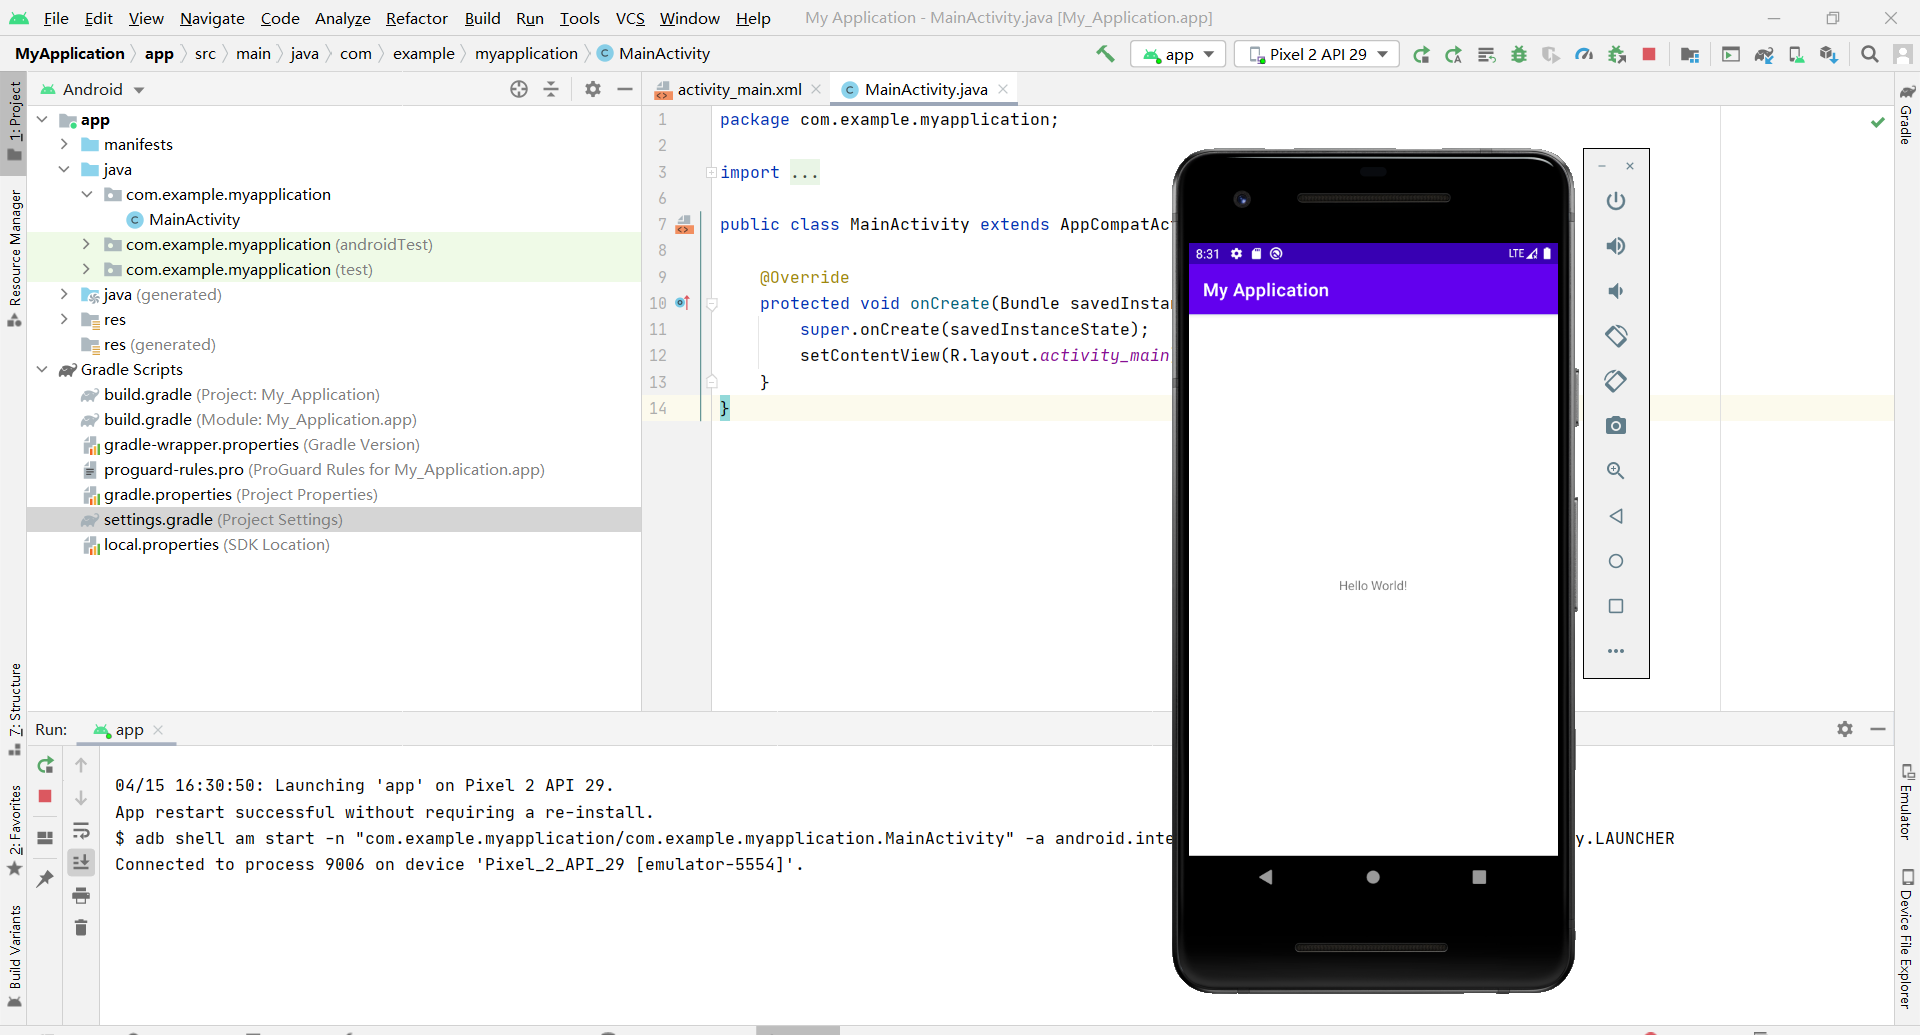 File Edit View Navigate Code Analyze Refactor Build Run Tools VCS Window Help My Application - MainActivity.java [My_Application.app]
MyApplication app src main java com example myapplication MainActivity app Pixel 2 API 29
1: Project
Resource Manager
7: Structure
2: Favorites
Build Variants
Android
app
manifests
java
com.example.myapplication
MainActivity
com.example.myapplication (androidTest)
com.example.myapplication (test)
java (generated)
res
res (generated)
Gradle Scripts
build.gradle (Project: My_Application)
build.gradle (Module: My_Application.app)
gradle-wrapper.properties (Gradle Version)
proguard-rules.pro (ProGuard Rules for My_Application.app)
gradle.properties (Project Properties)
settings.gradle (Project Settings)
local.properties (SDK Location)
activity_main.xml MainActivity.java
1 package com.example.myapplication;
2
3 import ...
6
7 public class MainActivity extends AppCompatAct
8
9 @Override
10 protected void onCreate(Bundle savedInstan
11 super.onCreate(savedInstanceState);
12 setContentView(R.layout.activity_main
13 }
14 }
8:31 LTE
My Application
Hello World!
Run: app
04/15 16:30:50: Launching 'app' on Pixel 2 API 29.
App restart successful without requiring a re-install.
$ adb shell am start -n "com.example.myapplication/com.example.myapplication.MainActivity" -a android.inte y.LAUNCHER
Connected to process 9006 on device 'Pixel_2_API_29 [emulator-5554]'.
Gradle
Emulator
Device File Explorer